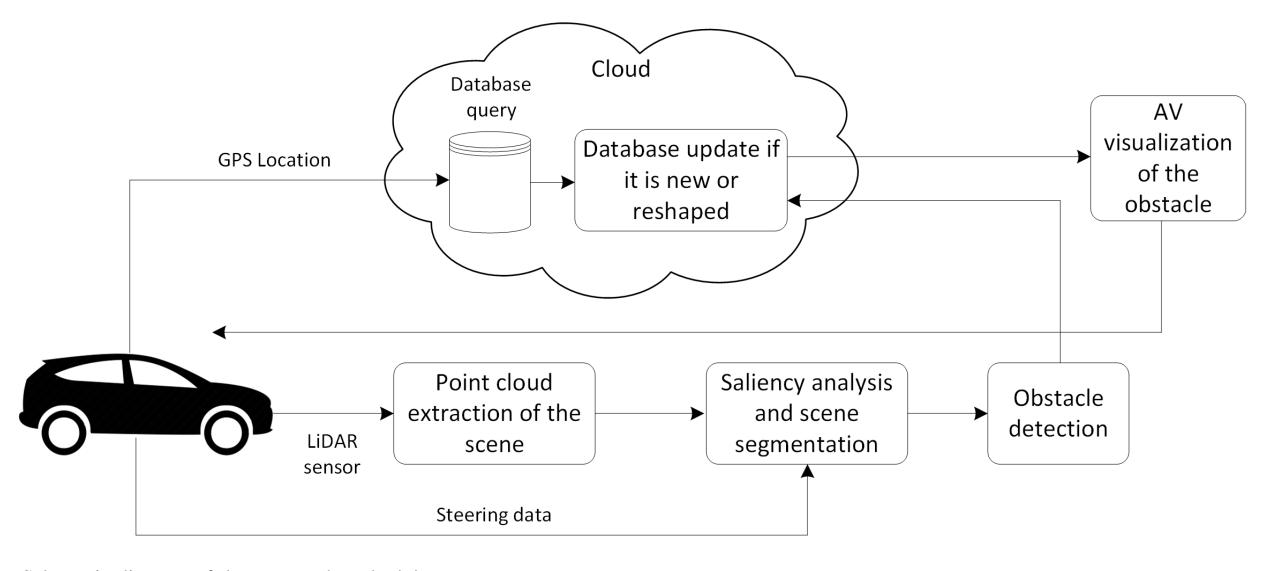 Cloud
Database
query
Database update if
it is new or
reshaped
AV
visualization
of the
obstacle
GPS Location
Point cloud
extraction of the
scene
Saliency analysis
and scene
segmentation
Obstacle
detection
LiDAR
sensor
Steering data